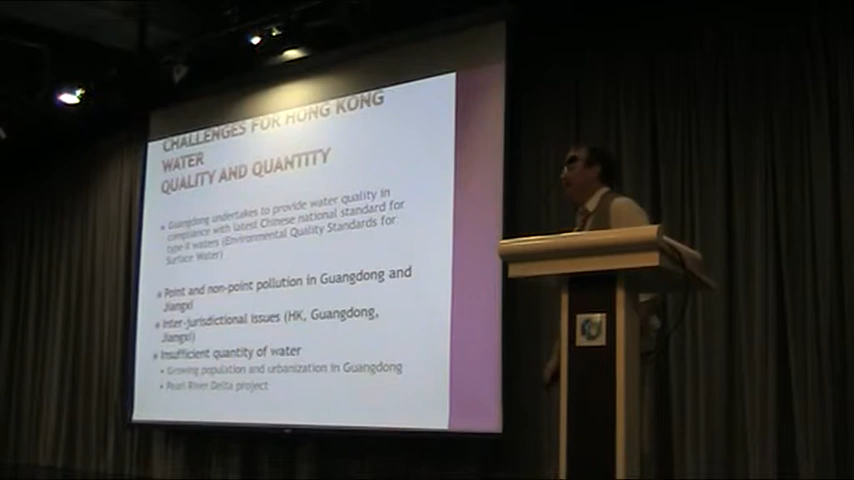 CHALLENGES FOR HONG KONG
WATER
QUALITY AND QUANTITY
Guangdong undertakes to provide water quality in
compliance with latest Chinese national standard for
type II waters (Environmental Quality Standards for
Surface Water)
Point and non-point pollution in Guangdong and
Jiangxi
Inter-jurisdictional issues (HK, Guangdong,
Jiangxi)
Insufficient quantity of water
Growing population and urbanization in Guangdong
Pearl River Delta project